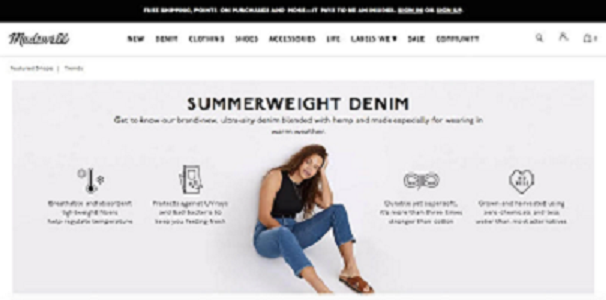 FREE SHIPPING, POINTS ON PURCHASES AND MORE—IT PAYS TO BE AN INSIDER. SIGN IN OR SIGN UP.
Madewell
NEW DENIM CLOTHING SHOES ACCESSORIES LIFE LABELS WE ♥ SALE COMMUNITY
Featured Shops | Trends
SUMMERWEIGHT DENIM
Get to know our brand-new, ultra-airy denim blended with hemp and made especially for wearing in
warm weather.
Breathable and absorbent
lightweight fibers
help regulate temperature
Protects against UV rays
and bacteria to
keep you feeling fresh
Durable yet supersoft,
it's more than three times
stronger than cotton
Grown and harvested using
zero chemicals and less
water than most alternatives